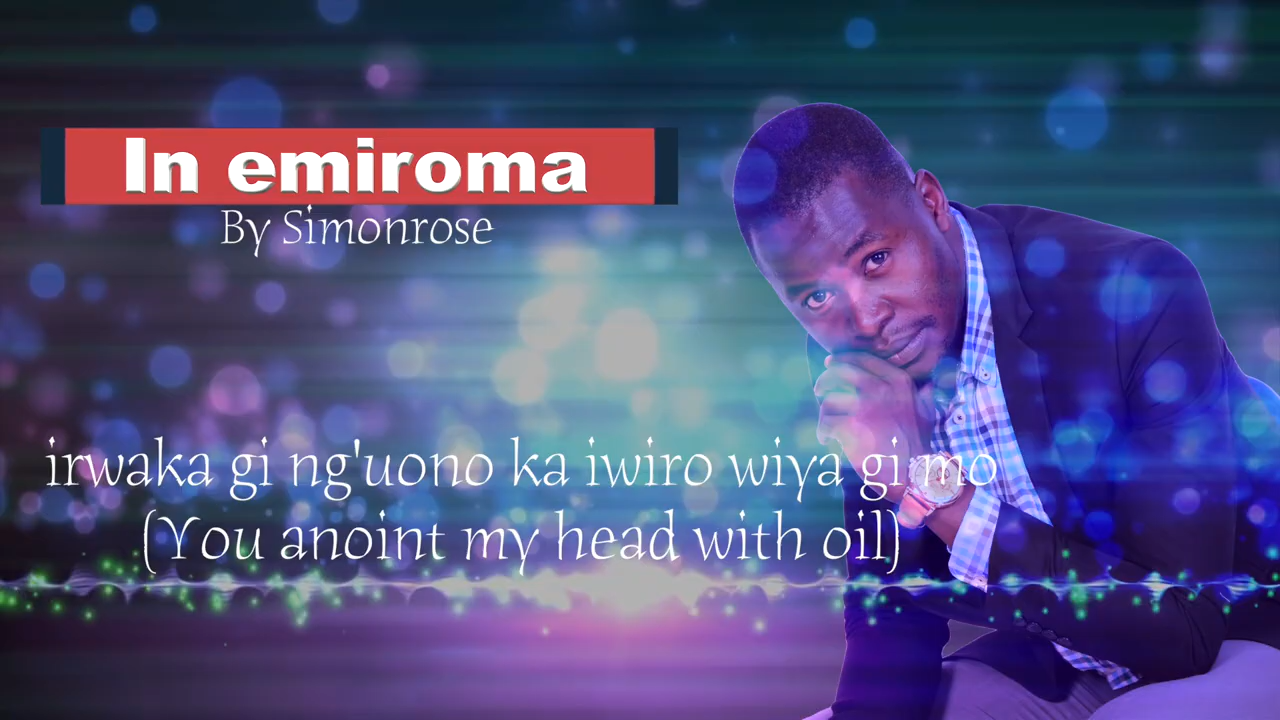 In emiroma
By Simonrose
irwaka gi ng'uono ka iwiro wiya gi mo
(You anoint my head with oil)